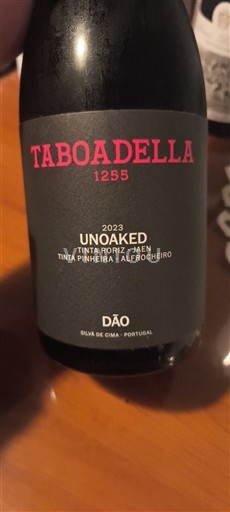 TABOADELLA
1255
2023
UNOAKED
TINTA RORIZ - JAEN
TINTA PINHEIRA - ALFROCHEIRO
DÃO
SILVÃ DE CIMA · PORTUGAL